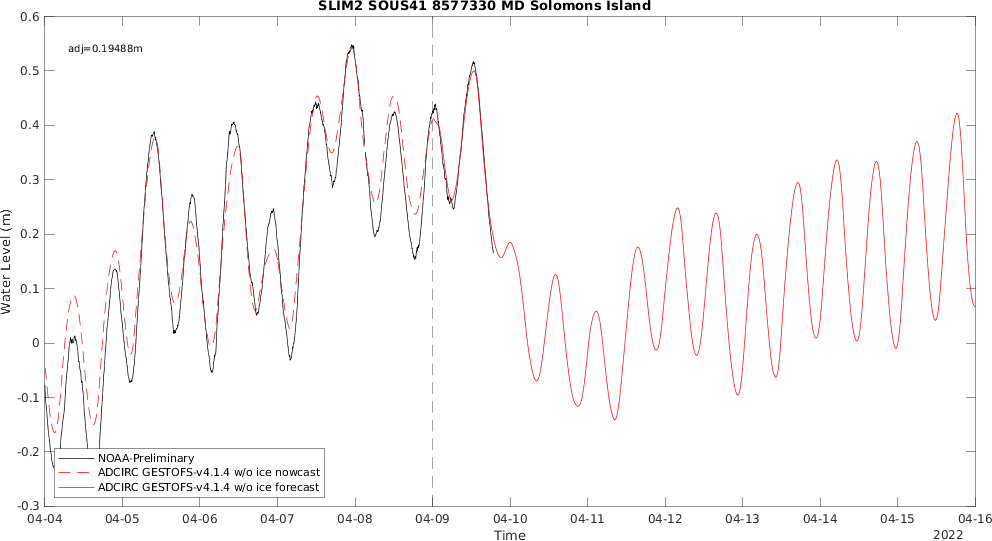 SLIM2 SOUS41 8577330 MD Solomons Island
adj=0.19488m
0.6
0.5
0.4
0.3
0.2
0.1
0
-0.1
-0.2
-0.3
Water Level (m)
NOAA-Preliminary
ADCIRC GESTOFS-v4.1.4 w/o ice nowcast
ADCIRC GESTOFS-v4.1.4 w/o ice forecast
04-04 04-05 04-06 04-07 04-08 04-09 04-10 04-11 04-12 04-13 04-14 04-15 04-16
Time
2022